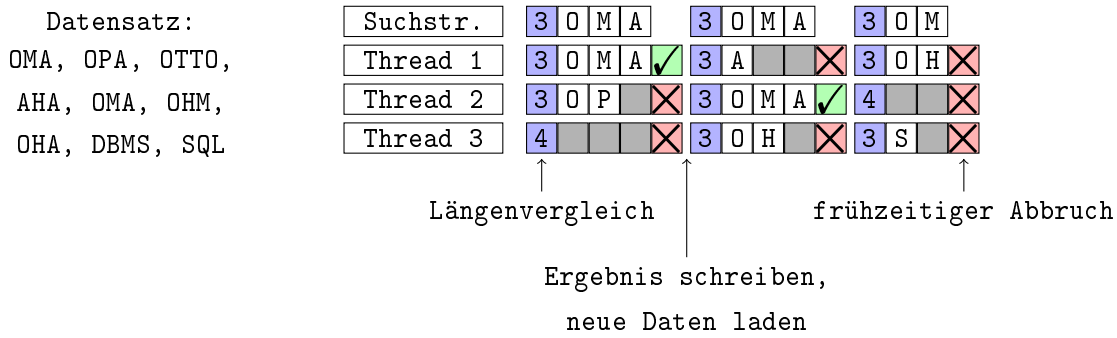 Datensatz:
OMA, OPA, OTTO,
AHA, OMA, OHM,
OHA, DBMS, SQL
Suchstr. 3 O M A 3 O M A 3 O M
Thread 1 3 O M A ✓ 3 A ✗ 3 O H ✗
Thread 2 3 O P ✗ 3 O M A ✓ 4 ✗
Thread 3 4 ✗ 3 O H ✗ 3 S ✗
Längenvergleich
frühzeitiger Abbruch
Ergebnis schreiben,
neue Daten laden